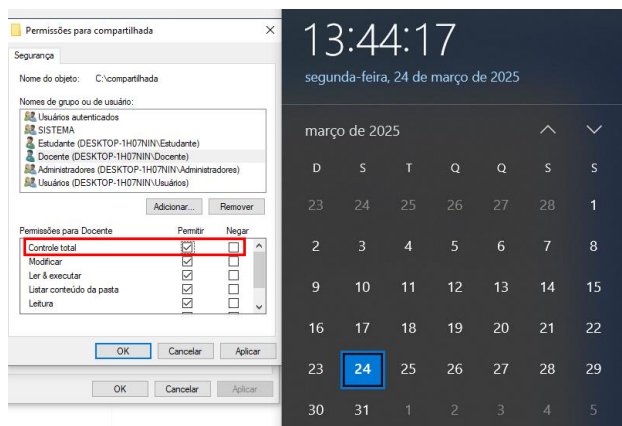 Permissões para compartilhada
Segurança
Nome do objeto: C:\compartilhada
Nomes de grupo ou de usuário:
Usuários autenticados
SISTEMA
Estudante (DESKTOP-1H07NIN\Estudante)
Docente (DESKTOP-1H07NIN\Docente)
Administradores (DESKTOP-1H07NIN\Administradores)
Usuários (DESKTOP-1H07NIN\Usuários)
Adicionar... Remover
Permissões para Docente Permitir Negar
Controle total
Modificar
Ler & executar
Listar conteúdo da pasta
Leitura
OK Cancelar Aplicar
OK Cancelar Aplicar
13:44:17
segunda-feira, 24 de março de 2025
março de 2025
D S T Q Q S S
23 24 25 26 27 28 1
2 3 4 5 6 7 8
9 10 11 12 13 14 15
16 17 18 19 20 21 22
23 24 25 26 27 28 29
30 31 1 2 3 4 5